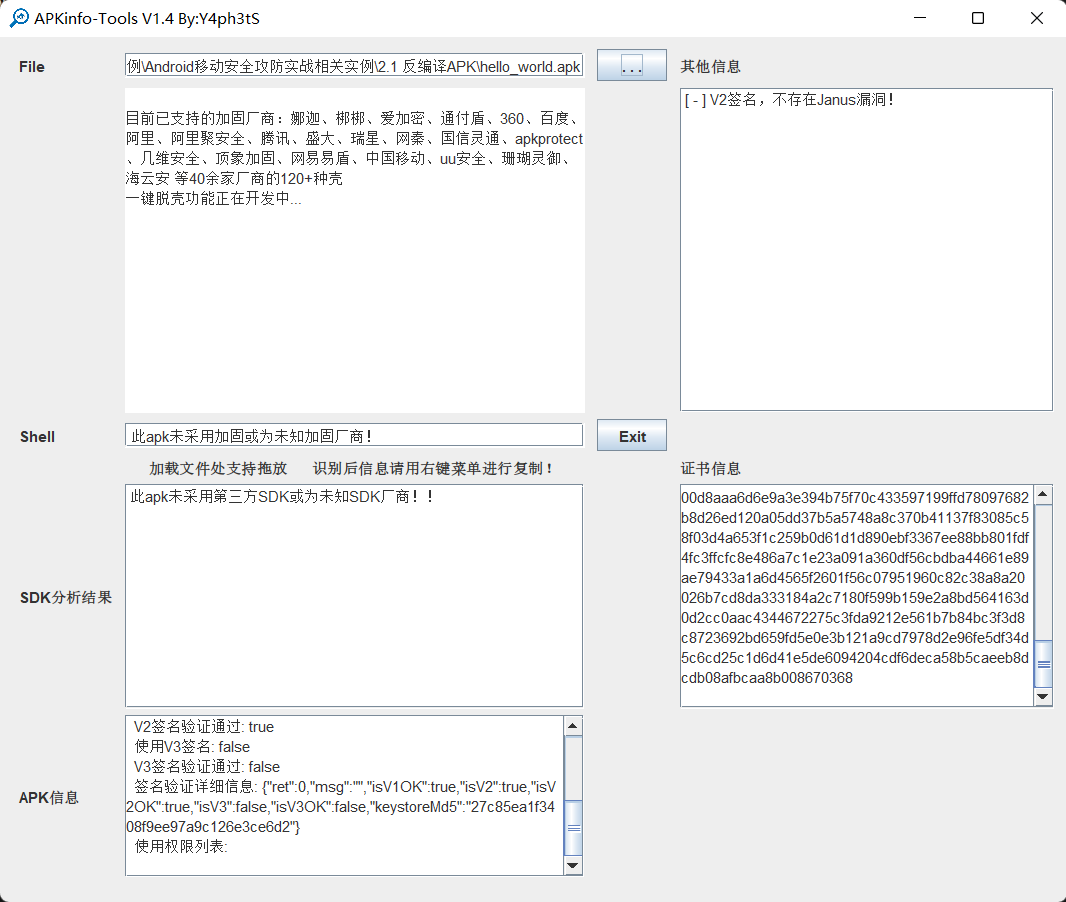 APKinfo-Tools V1.4 By:Y4ph3tS
File
例\Android移动安全攻防实战相关实例\2.1 反编译APK\hello_world.apk
...
其他信息
目前已支持的加固厂商：娜迦、梆梆、爱加密、通付盾、360、百度、
阿里、阿里聚安全、腾讯、盛大、瑞星、网秦、国信灵通、apkprotect
、几维安全、顶象加固、网易易盾、中国移动、uu安全、珊瑚灵御、
海云安 等40余家厂商的120+种壳
一键脱壳功能正在开发中...
[ - ] V2签名，不存在Janus漏洞！
Shell
此apk未采用加固或为未知加固厂商！
Exit
加载文件处支持拖放 识别后信息请用右键菜单进行复制！
证书信息
SDK分析结果
此apk未采用第三方SDK或为未知SDK厂商！！
00d8aaa6d6e9a3e394b75f70c433597199ffd78097682
b8d26ed120a05dd37b5a5748a8c370b41137f83085c5
8f03d4a653f1c259b0d61d1d890ebf3367ee88bb801fdf
4fc3ffcfc8e486a7c1e23a091a360df56cbdba44661e89
ae79433a1a6d4565f2601f56c07951960c82c38a8a20
026b7cd8da333184a2c7180f599b159e2a8bd564163d
0d2cc0aac4344672275c3fda9212e561b7b84bc3f3d8
c8723692bd659fd5e0e3b121a9cd7978d2e96fe5df34d
5c6cd25c1d6d41e5de6094204cdf6deca58b5caeeb8d
cdb08afbcaa8b008670368
APK信息
V2签名验证通过: true
使用V3签名: false
V3签名验证通过: false
签名验证详细信息: {"ret":0,"msg":"","isV1OK":true,"isV2":true,"isV
2OK":true,"isV3":false,"isV3OK":false,"keystoreMd5":"27c85ea1f34
08f9ee97a9c126e3ce6d2"}
使用权限列表: